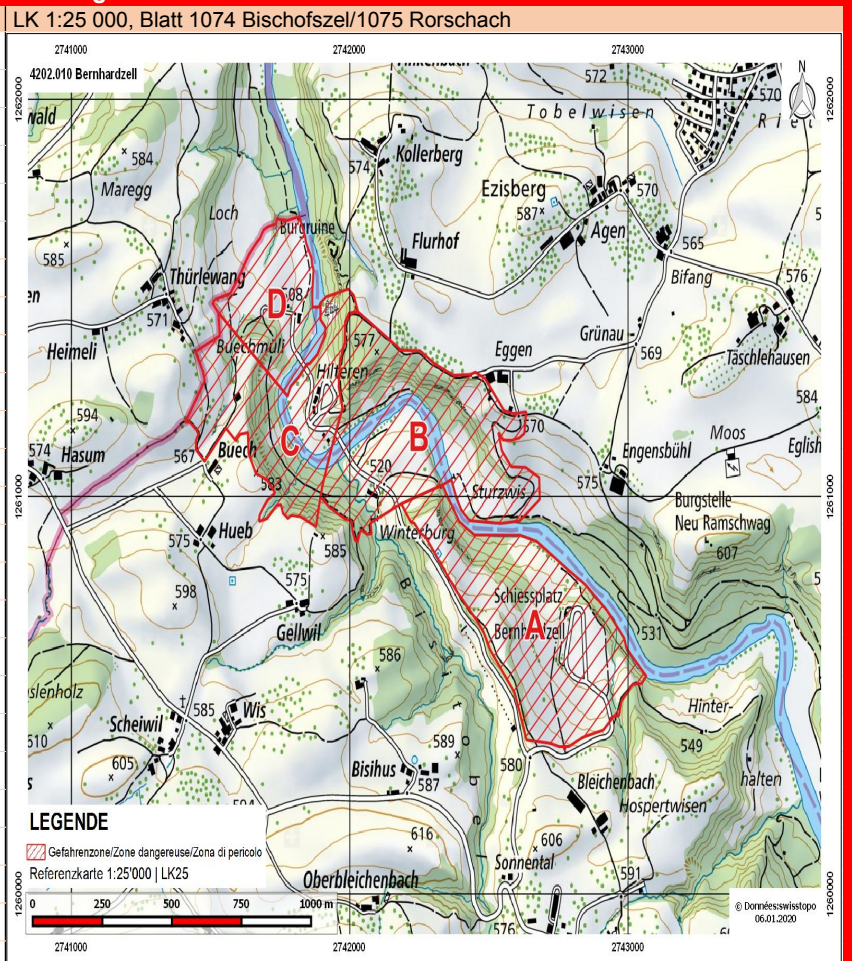 LK 1:25 000, Blatt 1074 Bischofszel/1075 Rorschach
2741000
2742000
2743000
4202.010 Bernhardzell
N
572
570
1262000
1262000
Tobelwisen
wald
584
Kollerberg
574
Maregg
Ezisberg
587
570
Loch
Burgruine
Flurhof
Agen
565
585
Thürlewang
Bifang
576
D
508
en
571
Buechmüli
577
Grünau
569
Täschlehausen
Heimeli
Hilteren
Eggen
584
594
C
B
570
Moos
574
Hasum
567
Buech
Engensbühl
Eglish
583
520
Sturzwis
575
1261000
1261000
Burgstelle
Neu Ramschwag
Hueb
575
585
Winterburg
607
575
598
Bistobel
Schiessplatz
Bernhardzell
A
531
Gellwil
586
slenholz
Hinter-
585
Wis
Scheiwil
610
589
549
605
580
halten
Bisihus
587
Bleichenbach
Hospertwisen
LEGENDE
616
606
Gefahrenzone/Zone dangereuse/Zona di pericolo
Referenzkarte 1:25'000 | LK25
Sonnental
591
Oberbleichenbach
1260000
1260000
0 250 500 750 1000 m
576
© Données:swisstopo
06.01.2020
2741000
2742000
2743000